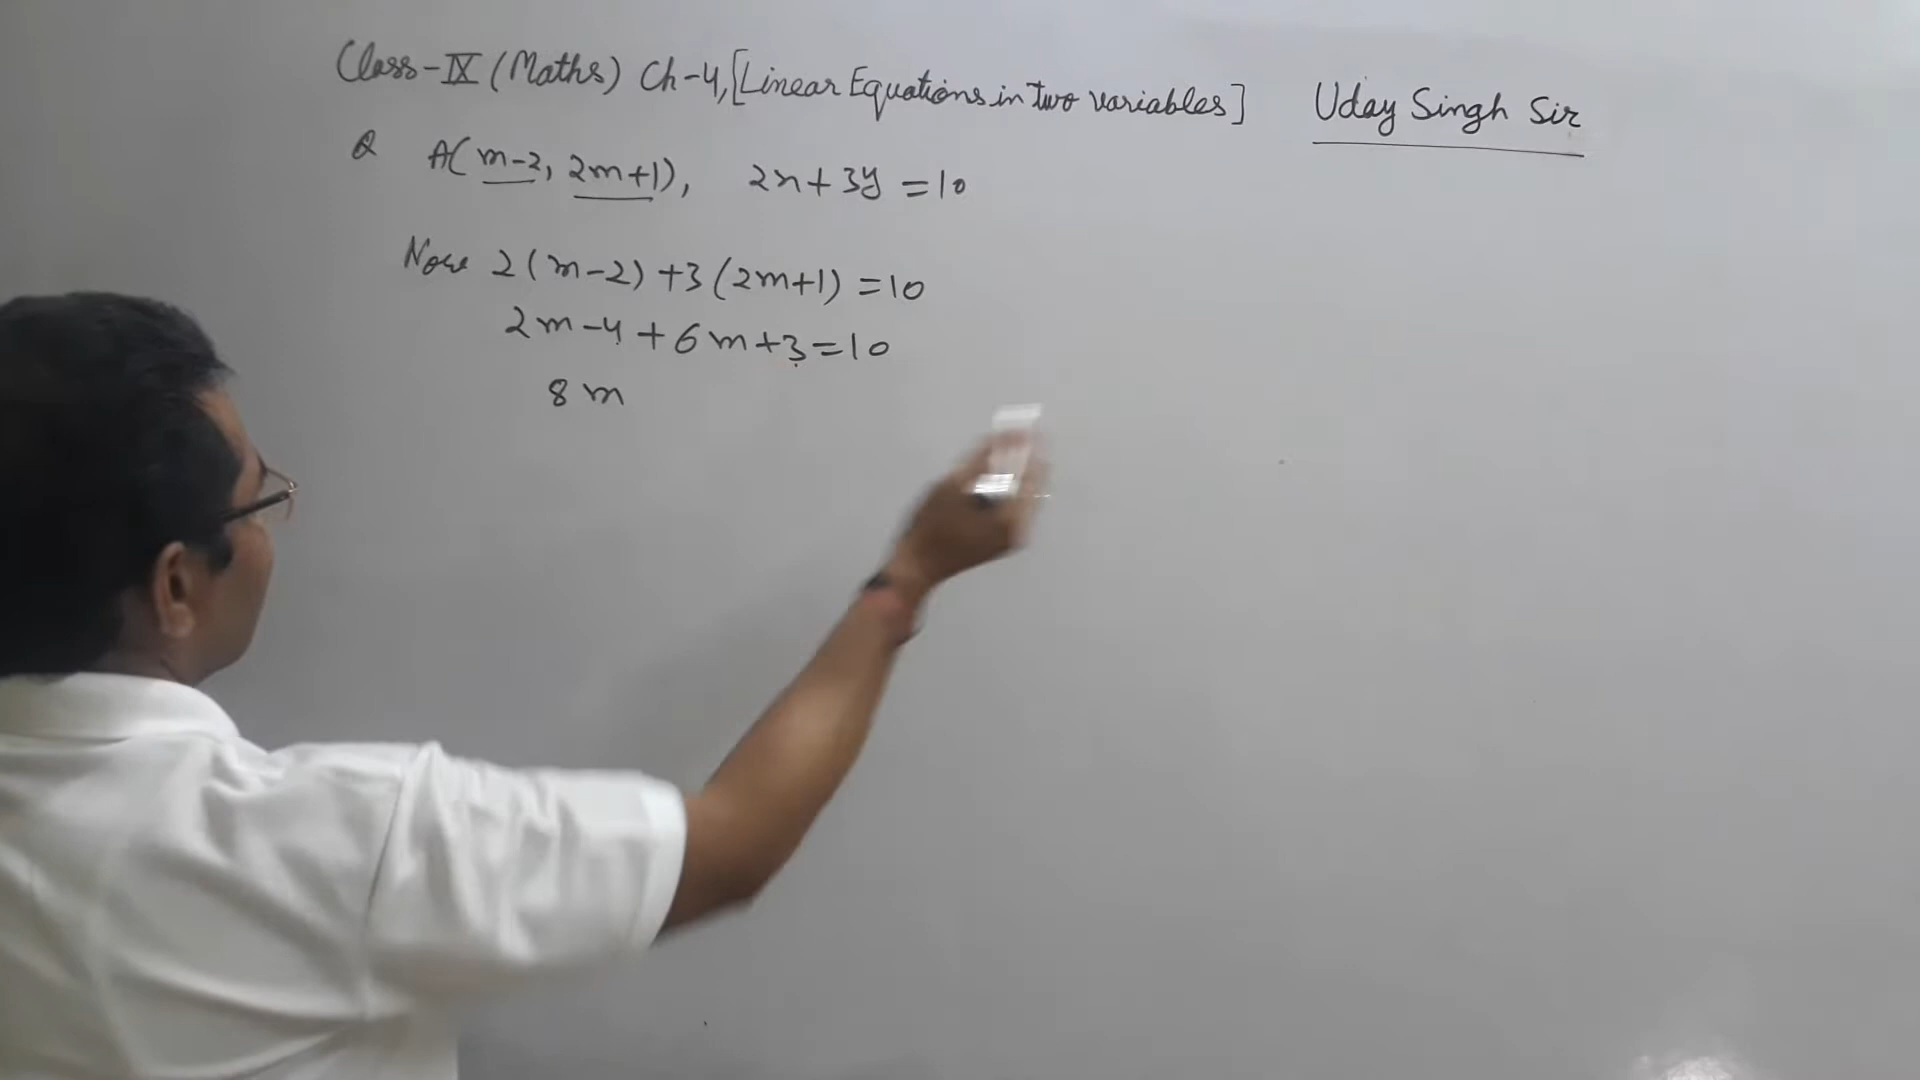 Class-IX (Maths) Ch-4, [Linear Equations in two variables]
Uday Singh Sir
Q A(m-2, 2m+1), 2x+3y=10
Now 2(m-2)+3(2m+1)=10
2m-4+6m+3=10
8m